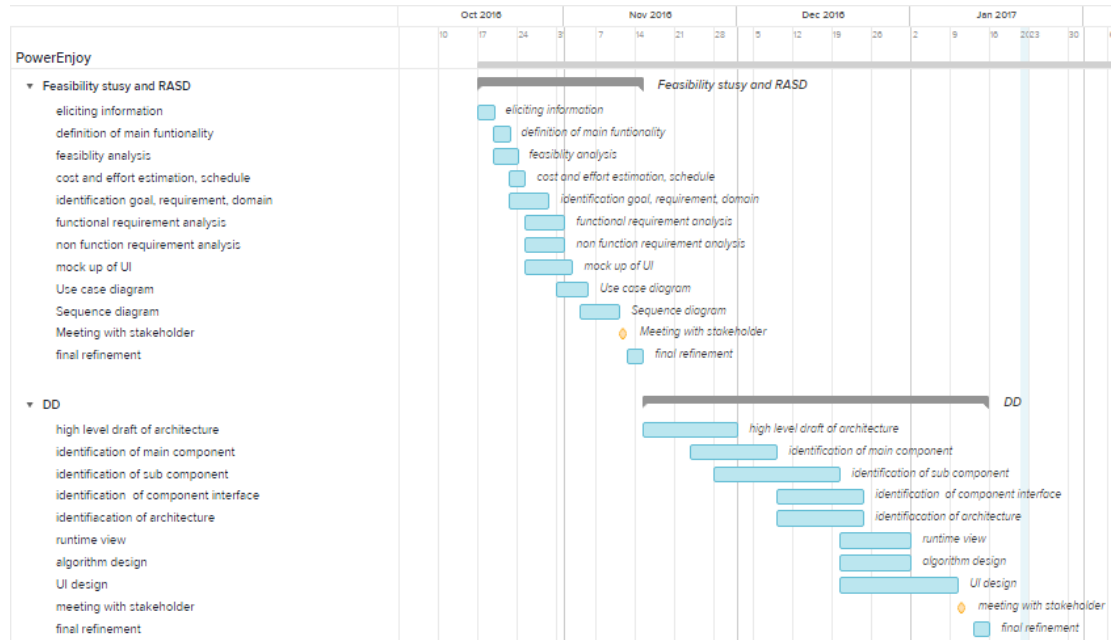 Oct 2016 Nov 2016 Dec 2016 Jan 2017
10 17 24 31 7 14 21 28 5 12 19 26 2 9 16 2023 30
PowerEnjoy
Feasibility stusy and RASD Feasibility stusy and RASD
eliciting information eliciting information
definition of main funtionality definition of main funtionality
feasiblity analysis feasiblity analysis
cost and effort estimation, schedule cost and effort estimation, schedule
identification goal, requirement, domain identification goal, requirement, domain
functional requirement analysis functional requirement analysis
non function requirement analysis non function requirement analysis
mock up of UI mock up of UI
Use case diagram Use case diagram
Sequence diagram Sequence diagram
Meeting with stakeholder Meeting with stakeholder
final refinement final refinement
DD DD
high level draft of architecture high level draft of architecture
identification of main component identification of main component
identification of sub component identification of sub component
identification of component interface identification of component interface
identifiacation of architecture identifiacation of architecture
runtime view runtime view
algorithm design algorithm design
UI design UI design
meeting with stakeholder meeting with stakeholder
final refinement final refinement